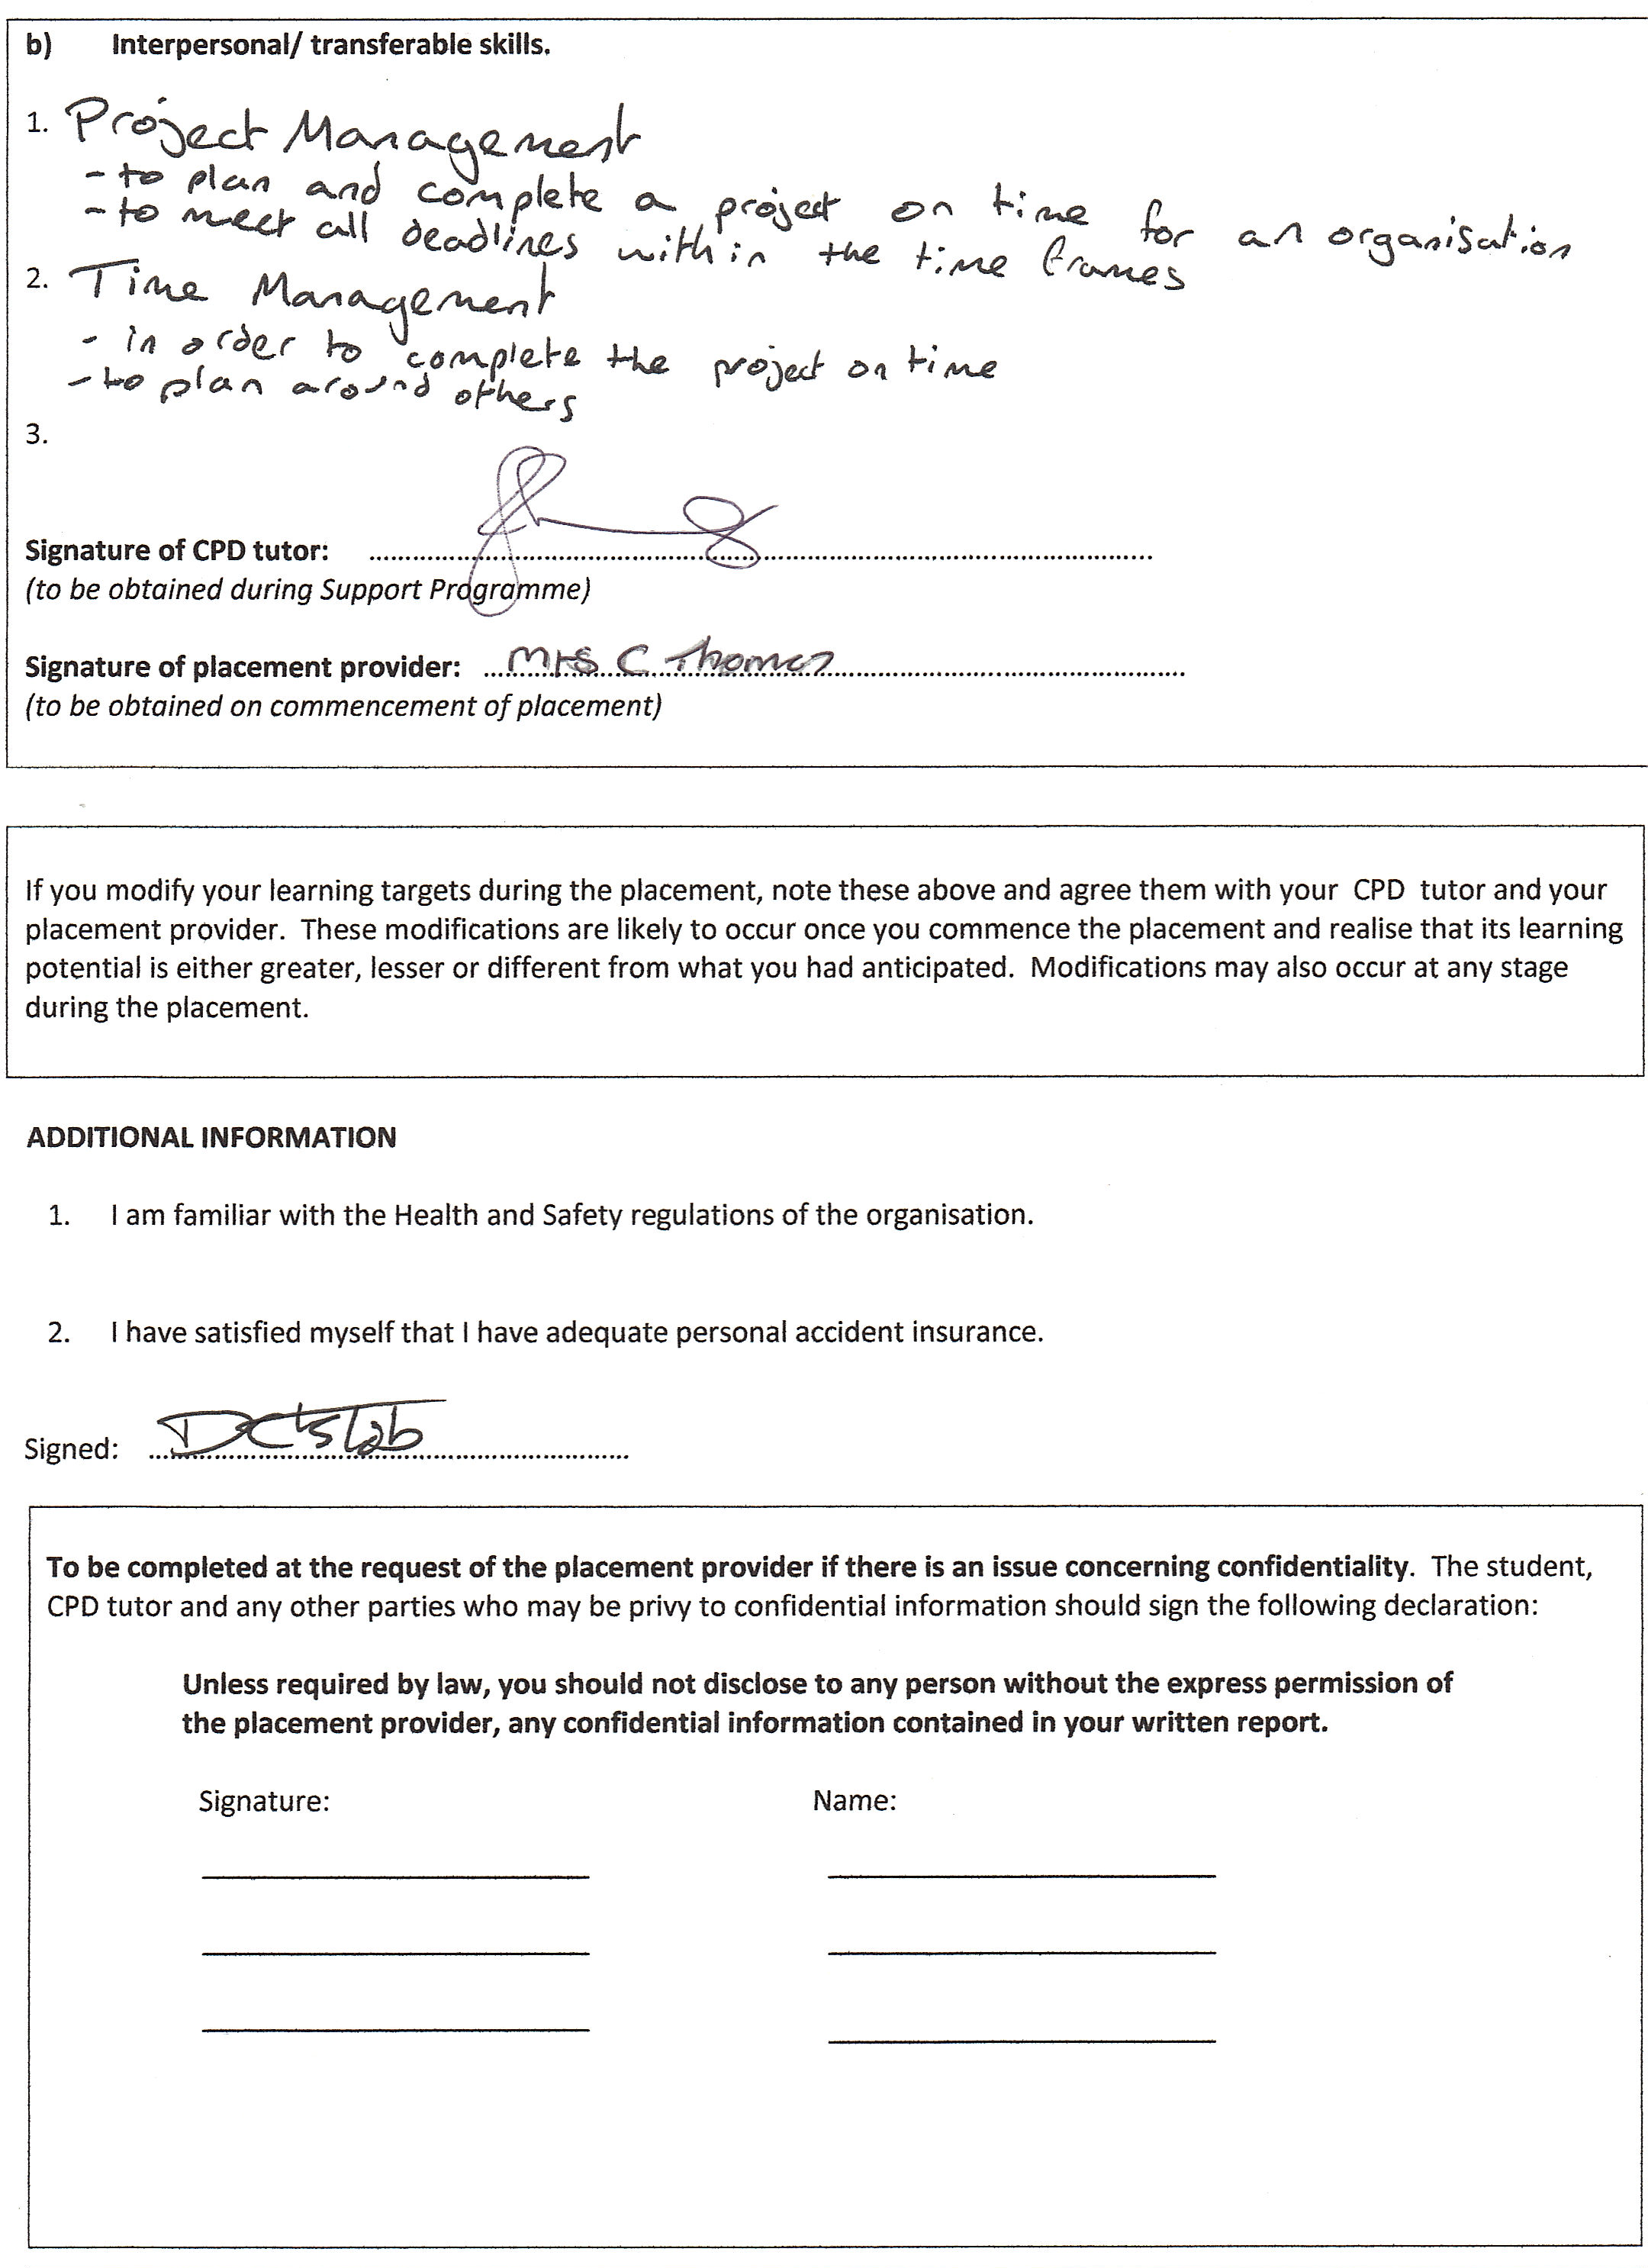 b) Interpersonal/ transferable skills.
1. Project Management
- to plan and complete a project on time for an organisation
- to meet all deadlines within the time frames
2. Time Management
- in order to complete the project on time
- to plan around others
3.
Signature of CPD tutor: ........................................
(to be obtained during Support Programme)
Signature of placement provider: Mrs C Thomas
(to be obtained on commencement of placement)
If you modify your learning targets during the placement, note these above and agree them with your CPD tutor and your
placement provider. These modifications are likely to occur once you commence the placement and realise that its learning
potential is either greater, lesser or different from what you had anticipated. Modifications may also occur at any stage
during the placement.
ADDITIONAL INFORMATION
1. I am familiar with the Health and Safety regulations of the organisation.
2. I have satisfied myself that I have adequate personal accident insurance.
Signed: ........................................
To be completed at the request of the placement provider if there is an issue concerning confidentiality. The student,
CPD tutor and any other parties who may be privy to confidential information should sign the following declaration:
Unless required by law, you should not disclose to any person without the express permission of
the placement provider, any confidential information contained in your written report.
Signature: Name: